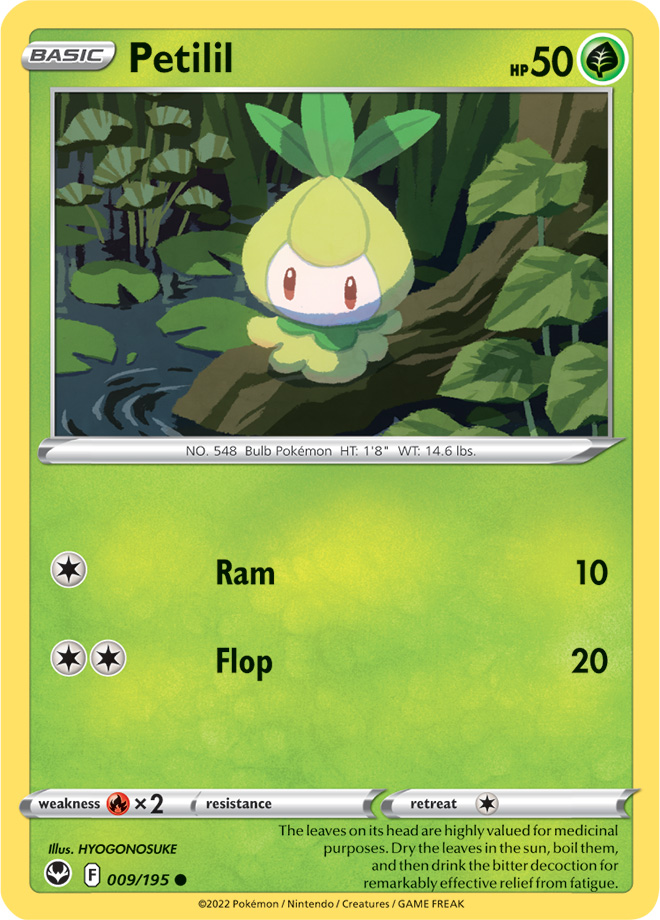 BASIC Petilil HP 50
NO. 548 Bulb Pokémon HT: 1'8" WT: 14.6 lbs.
Ram 10
Flop 20
weakness ×2 resistance retreat
Illus. HYOGONOSUKE
The leaves on its head are highly valued for medicinal
purposes. Dry the leaves in the sun, boil them,
and then drink the bitter decoction for
remarkably effective relief from fatigue.
F 009/195
©2022 Pokémon / Nintendo / Creatures / GAME FREAK